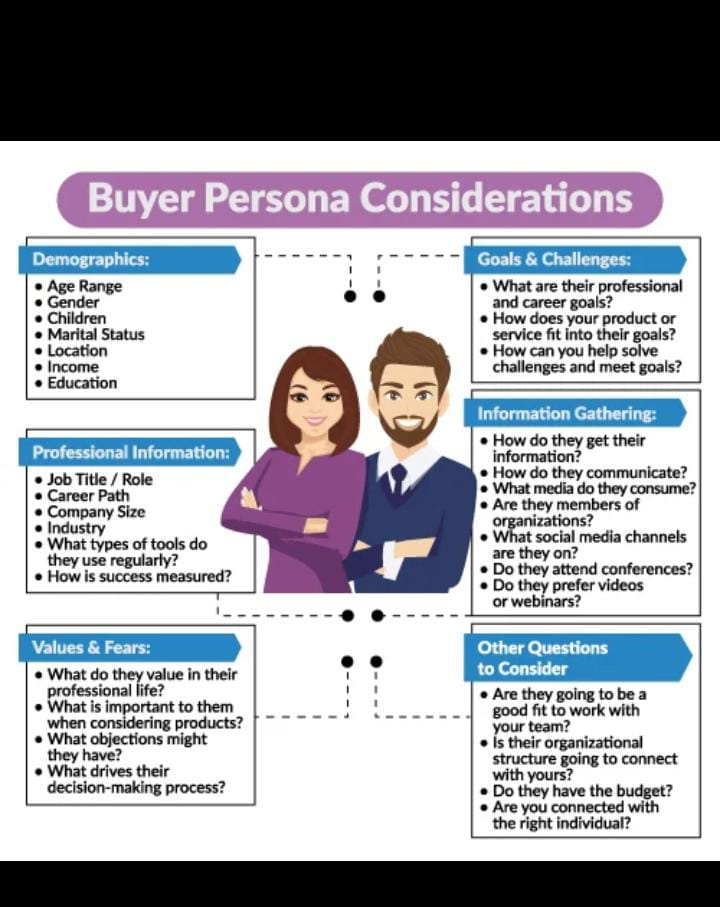 Buyer Persona Considerations
Demographics:
• Age Range
• Gender
• Children
• Marital Status
• Location
• Income
• Education
Professional Information:
• Job Title / Role
• Career Path
• Company Size
• Industry
• What types of tools do
they use regularly?
• How is success measured?
Values & Fears:
• What do they value in their
professional life?
• What is important to them
when considering products?
• What objections might
they have?
• What drives their
decision-making process?
Goals & Challenges:
• What are their professional
and career goals?
• How does your product or
service fit into their goals?
• How can you help solve
challenges and meet goals?
Information Gathering:
• How do they get their
information?
• How do they communicate?
• What media do they consume?
• Are they members of
organizations?
• What social media channels
are they on?
• Do they attend conferences?
• Do they prefer videos
or webinars?
Other Questions
to Consider
• Are they going to be a
good fit to work with
your team?
• Is their organizational
structure going to connect
with yours?
• Do they have the budget?
• Are you connected with
the right individual?